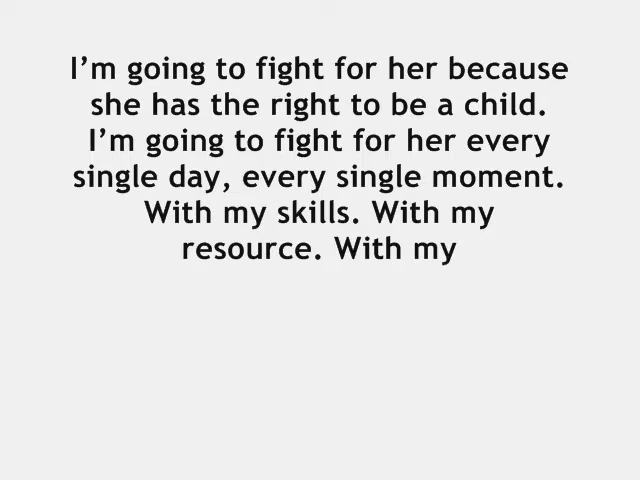 I’m going to fight for her because
she has the right to be a child.
I’m going to fight for her every
single day, every single moment.
With my skills. With my
resource. With my